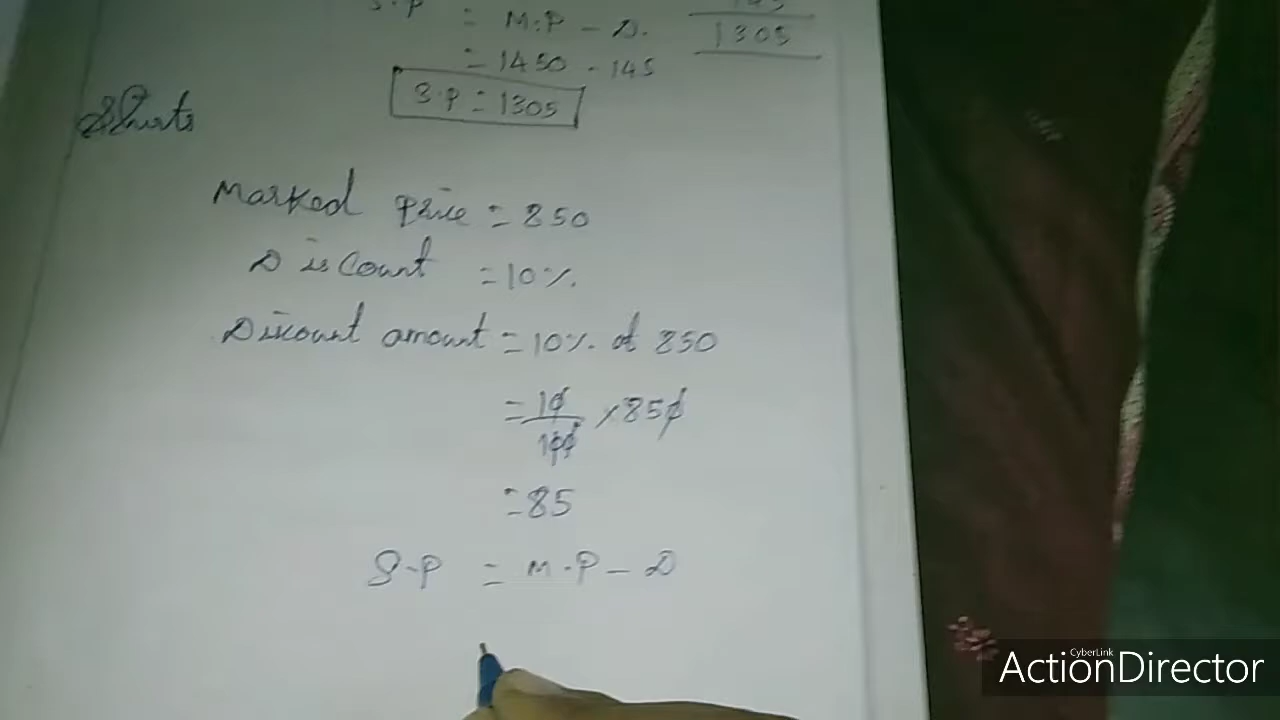 S.P = M.P - D.
= 1450 - 145
1305
S.P = 1305
Shirts
Marked Price = 850
Discount = 10%
Discount amount = 10% of 850
= 10/100 × 850
= 85
S.P = M.P - D
CyberLink
ActionDirector